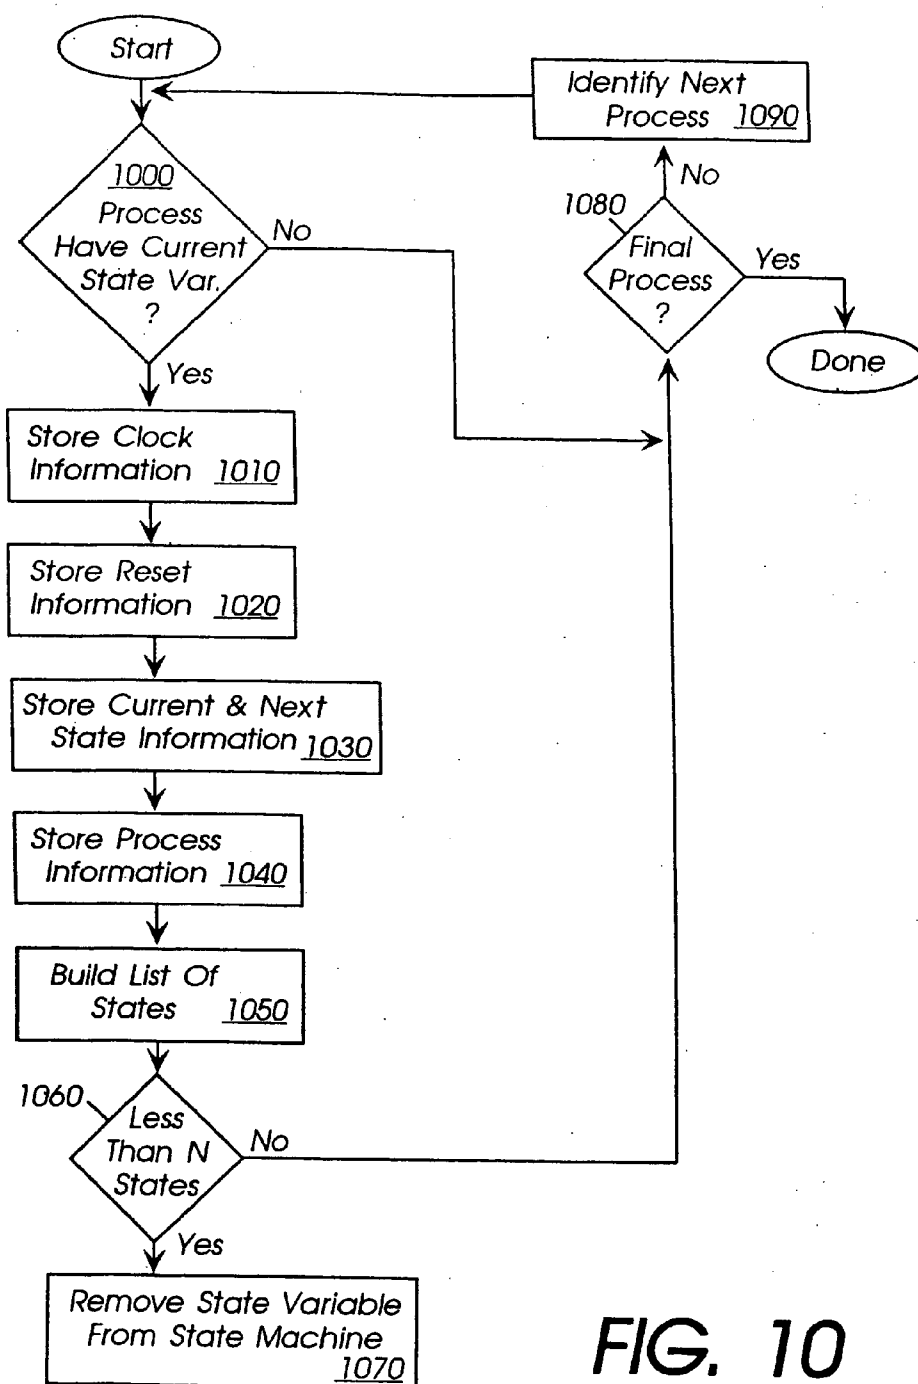 Start
Identify Next
Process 1090
1000
Process
Have Current
State Var.
?
No
Yes
1080
Final
Process
?
No
Yes
Done
Store Clock
Information 1010
Store Reset
Information 1020
Store Current & Next
State Information 1030
Store Process
Information 1040
Build List Of
States 1050
1060
Less
Than N
States
No
Yes
Remove State Variable
From State Machine
1070
FIG. 10